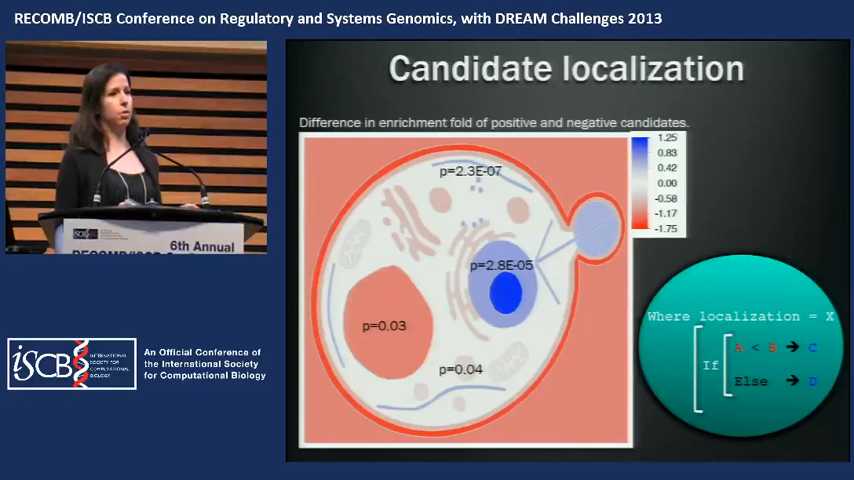 RECOMB/ISCB Conference on Regulatory and Systems Genomics, with DREAM Challenges 2013
Candidate localization
Difference in enrichment fold of positive and negative candidates.
1.25
0.83
0.42
0.00
-0.58
-1.17
-1.75
p=2.3E-07
p=2.8E-05
p=0.03
p=0.04
Where localization = X
If
A < B → C
Else → D
6th Annual
iSCB
INTERNATIONAL
SOCIETY FOR
COMPUTATIONAL
BIOLOGY
An Official Conference of
the International Society
for Computational Biology